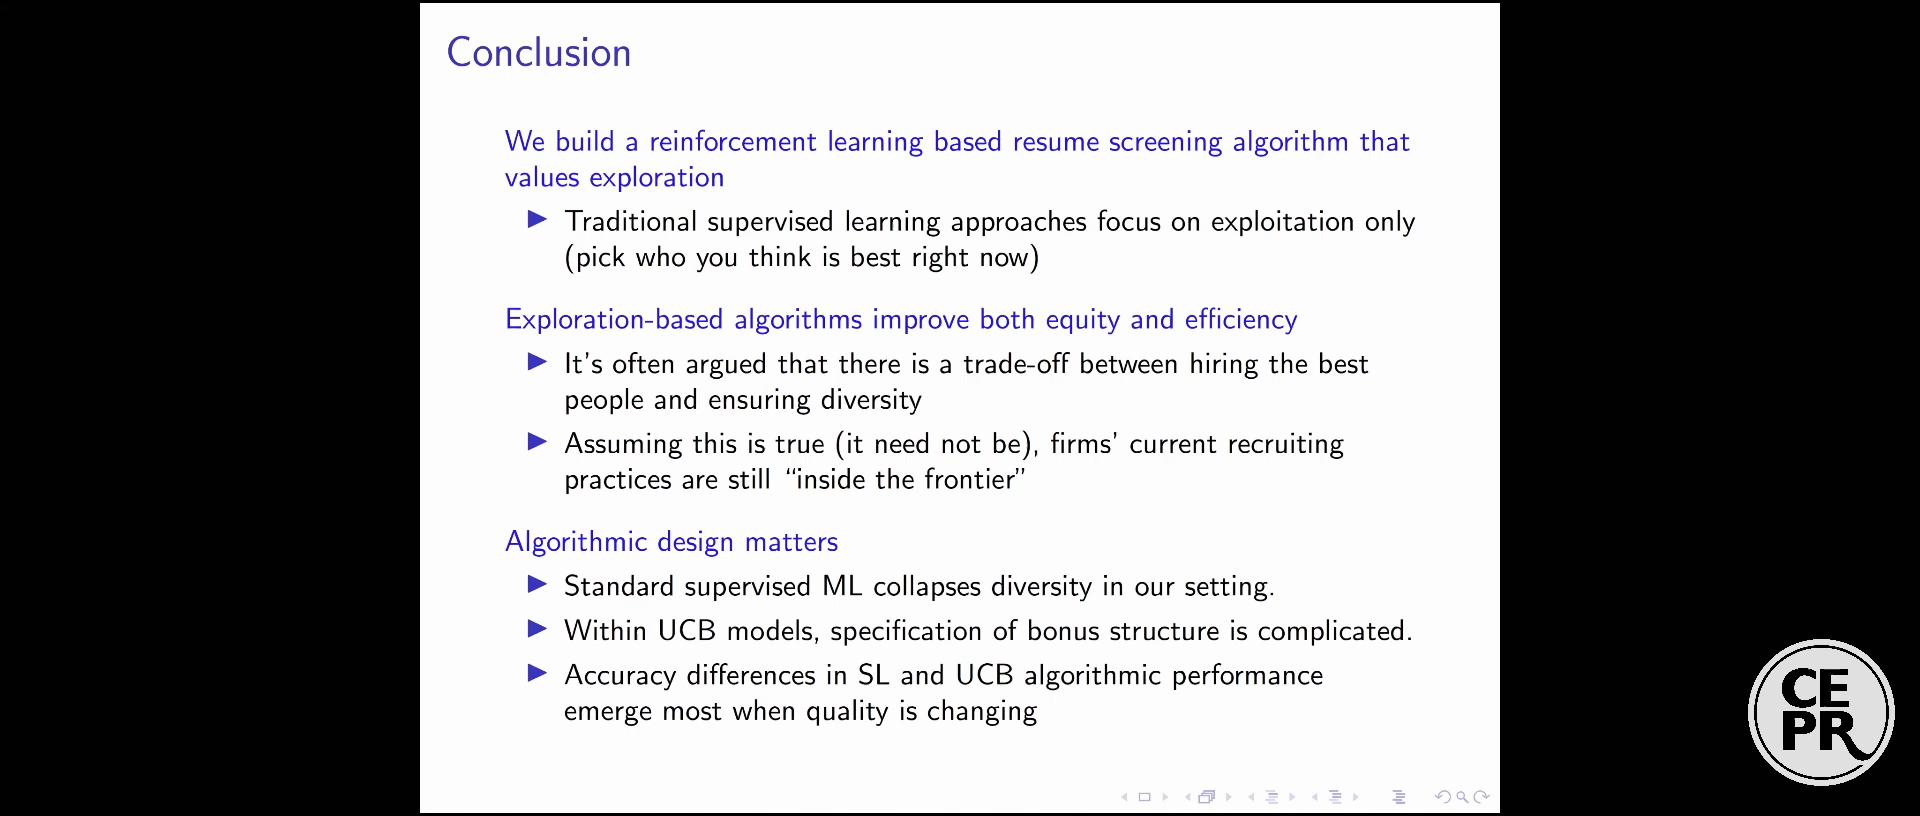 Conclusion
We build a reinforcement learning based resume screening algorithm that
values exploration
Traditional supervised learning approaches focus on exploitation only
(pick who you think is best right now)
Exploration-based algorithms improve both equity and efficiency
It's often argued that there is a trade-off between hiring the best
people and ensuring diversity
Assuming this is true (it need not be), firms' current recruiting
practices are still “inside the frontier”
Algorithmic design matters
Standard supervised ML collapses diversity in our setting.
Within UCB models, specification of bonus structure is complicated.
Accuracy differences in SL and UCB algorithmic performance
emerge most when quality is changing
CE
PR